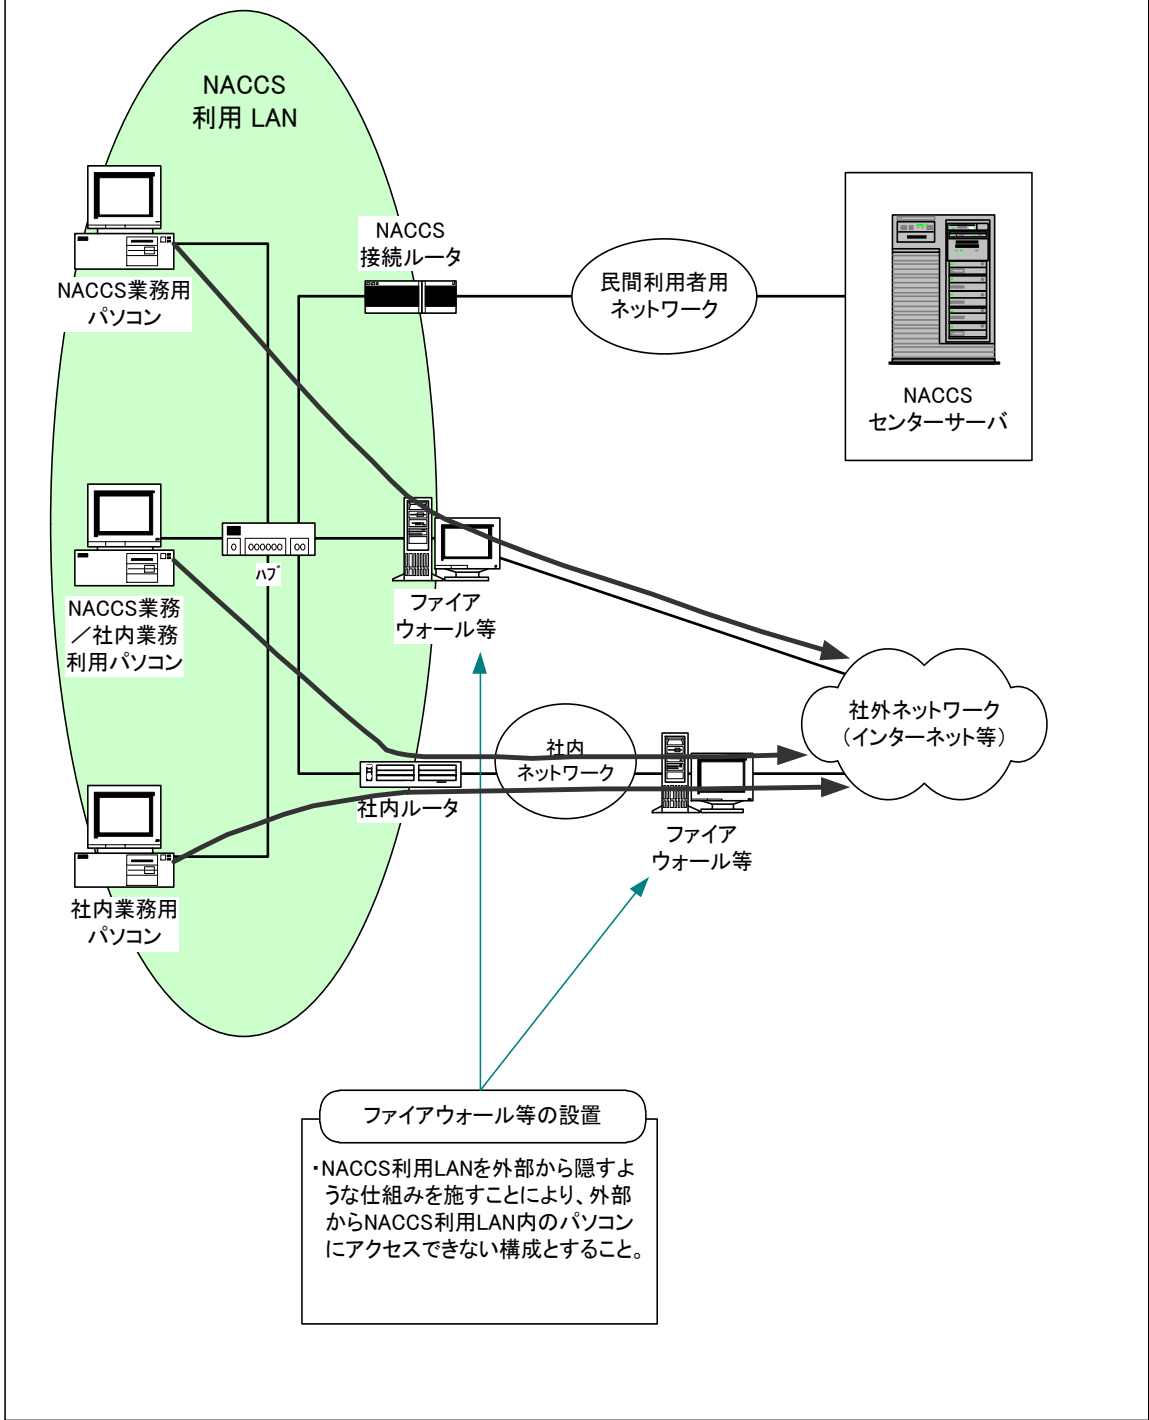 NACCS
利用 LAN
NACCS
接続ルータ
NACCS業務用
パソコン
民間利用者用
ネットワーク
NACCS
センターサーバ
ハブ
NACCS業務
／社内業務
利用パソコン
ファイア
ウォール等
社外ネットワーク
（インターネット等）
社内
ネットワーク
社内ルータ
ファイア
ウォール等
社内業務用
パソコン
ファイアウォール等の設置
・NACCS利用LANを外部から隠すよ
うな仕組みを施すことにより、外部
からNACCS利用LAN内のパソコン
にアクセスできない構成とすること。